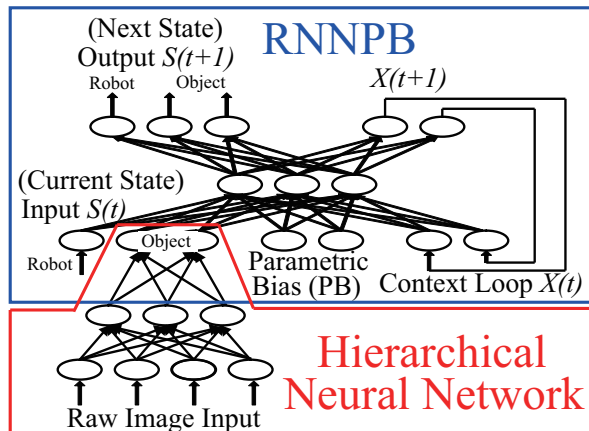 (Next State)
Output S(t+1)
RNNPB
Robot
Object
X(t+1)
(Current State)
Input S(t)
Object
Robot
Parametric
Bias (PB)
Context Loop X(t)
Hierarchical
Neural Network
Raw Image Input